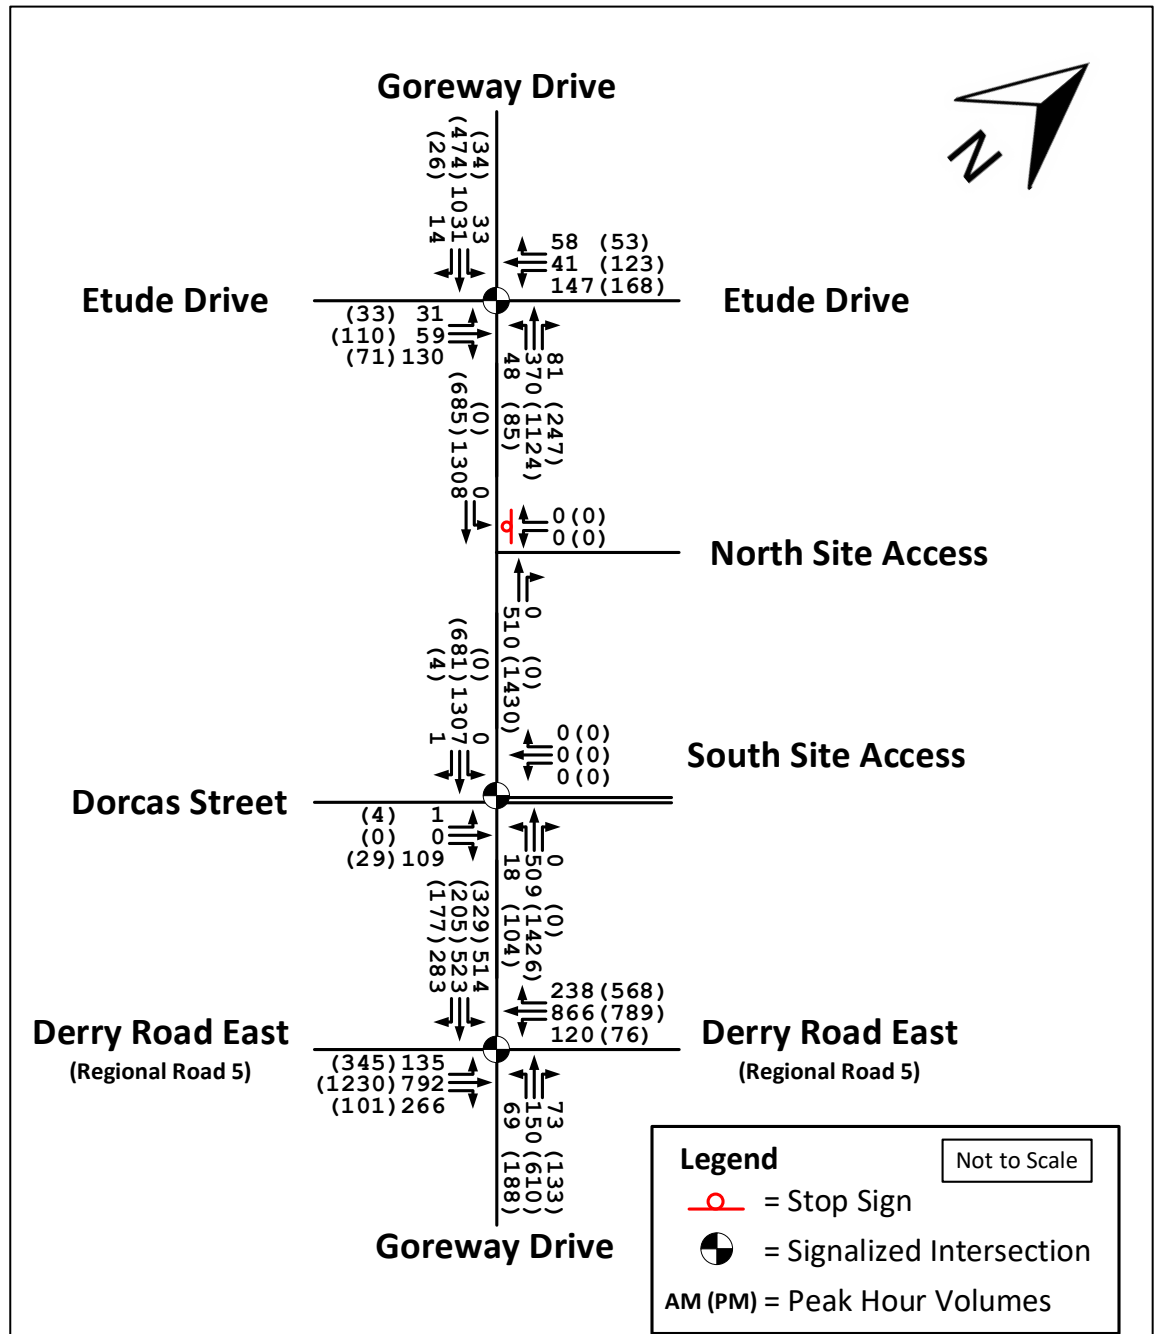 Goreway Drive
N
(34)
(474)
(26)
33
1031
14
58 (53)
41 (123)
147 (168)
Etude Drive
Etude Drive
(33) 31
(110) 59
(71) 130
81 (247)
370 (1124)
48 (85)
(0) 0
(685) 1308
0 (0)
0 (0)
North Site Access
0 (0)
510 (1430)
(0) 0
(681) 1307
(4) 1
0 (0)
0 (0)
0 (0)
South Site Access
Dorcas Street
(4) 1
(0) 0
(29) 109
0 (0)
509 (1426)
18 (104)
(329) 514
(205) 523
(177) 283
238 (568)
866 (789)
120 (76)
Derry Road East
(Regional Road 5)
Derry Road East
(Regional Road 5)
(345) 135
(1230) 792
(101) 266
73 (133)
150 (610)
69 (188)
Goreway Drive
Legend
Not to Scale
= Stop Sign
= Signalized Intersection
AM (PM) = Peak Hour Volumes